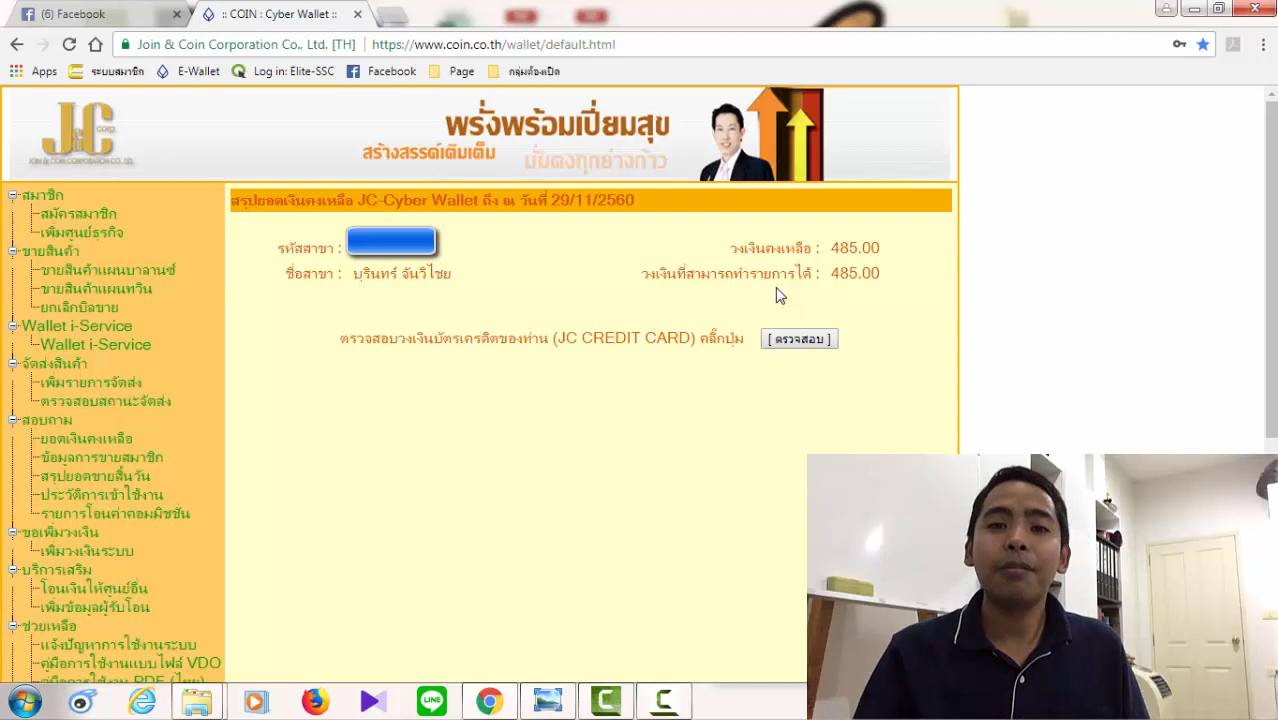 (6) Facebook
:: COIN : Cyber Wallet ::
Join & Coin Corporation Co., Ltd. [TH]
https://www.coin.co.th/wallet/default.html
Apps
ระบบสมาชิก
E-Wallet
Log in: Elite-SSC
Facebook
Page
กลุ่มต้องเปิด
J&C corp.
JOIN & COIN CORPORATION CO., LTD.
พรั่งพร้อมเปี่ยมสุข
สร้างสรรค์เติมเต็ม มั่นคงทุกย่างก้าว
สมาชิก
สมัครสมาชิก
เพิ่มศูนย์ธุรกิจ
ขายสินค้า
ขายสินค้าแผนบาลานซ์
ขายสินค้าแผนทวิน
ยกเลิกบิลขาย
Wallet i-Service
Wallet i-Service
จัดส่งสินค้า
เพิ่มรายการจัดส่ง
ตรวจสอบสถานะจัดส่ง
สอบถาม
ยอดเงินคงเหลือ
ข้อมูลการขายสมาชิก
สรุปยอดขายสิ้นวัน
ประวัติการเข้าใช้งาน
รายการโอนค่าคอมมิชชั่น
ขอเพิ่มวงเงิน
เพิ่มวงเงินระบบ
บริการเสริม
โอนเงินให้ศูนย์อื่น
เพิ่มข้อมูลผู้รับโอน
ช่วยเหลือ
แจ้งปัญหาการใช้งานระบบ
คู่มือการใช้งานแบบไฟล์ VDO
คู่มือการใช้งาน PDF (ไทย)
สรุปยอดเงินคงเหลือ JC-Cyber Wallet ถึง ณ วันที่ 29/11/2560
รหัสสาขา :
วงเงินคงเหลือ : 485.00
ชื่อสาขา : บุรินทร์ จันวิไชย
วงเงินที่สามารถทำรายการได้ : 485.00
ตรวจสอบวงเงินบัตรเครดิตของท่าน (JC CREDIT CARD) คลิ๊กปุ่ม [ ตรวจสอบ ]
LINE